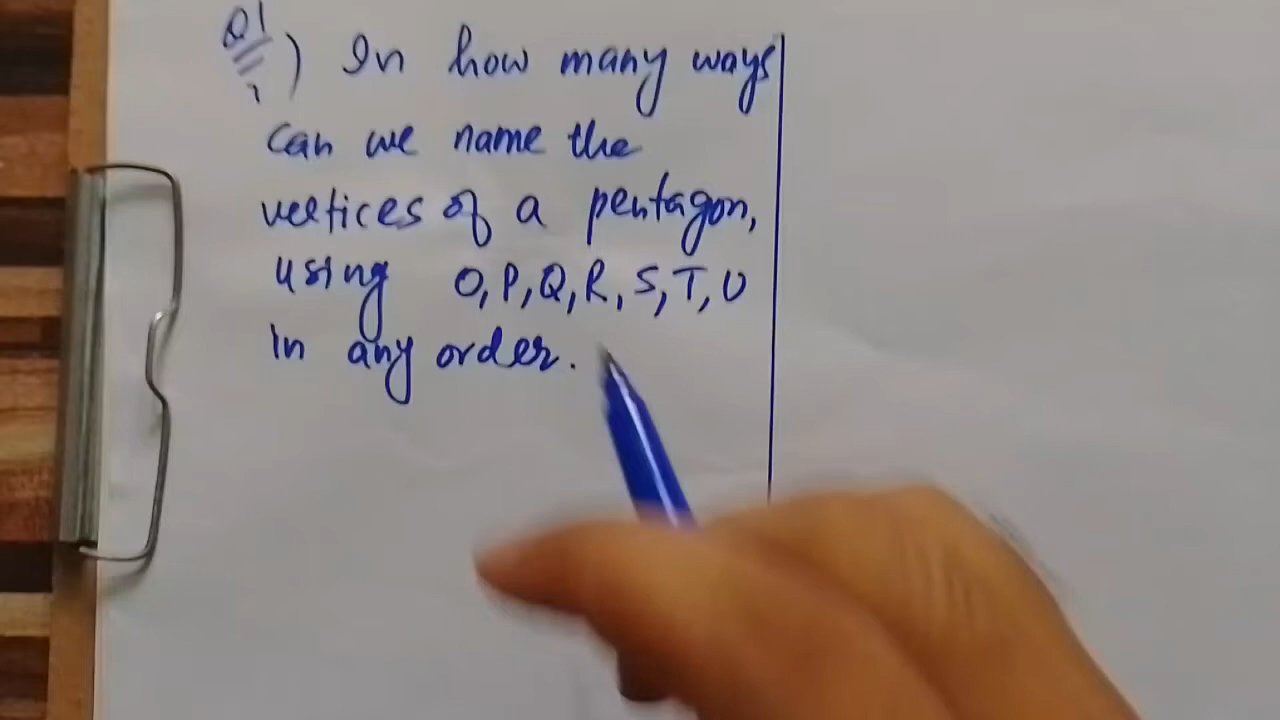 Q1) In how many ways
can we name the
vertices of a pentagon,
using O, P, Q, R, S, T, U
in any order.